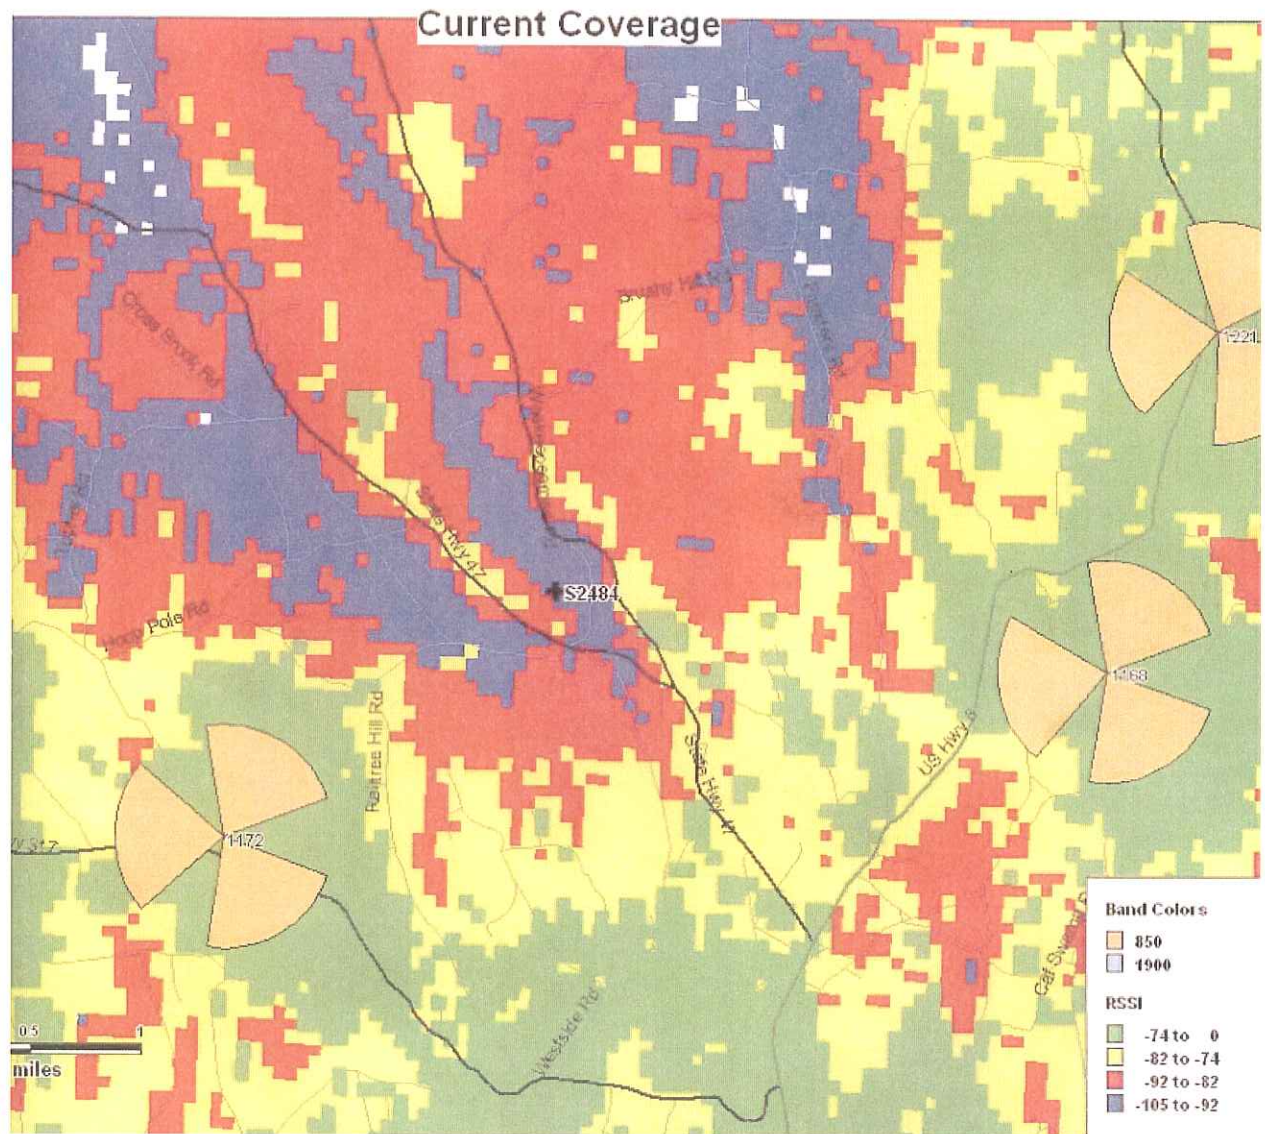 Current Coverage
Brushy Hill Rd
Cross Brook Rd
1221
State Hwy 47
S2484
Hoop Pole Rd
1168
Raintree Hill Rd
State Hwy
US Hwy 6
1172
Westside Rd
0.5 1
miles
Band Colors
850
1900
RSSI
-74 to 0
-82 to -74
-92 to -82
-105 to -92